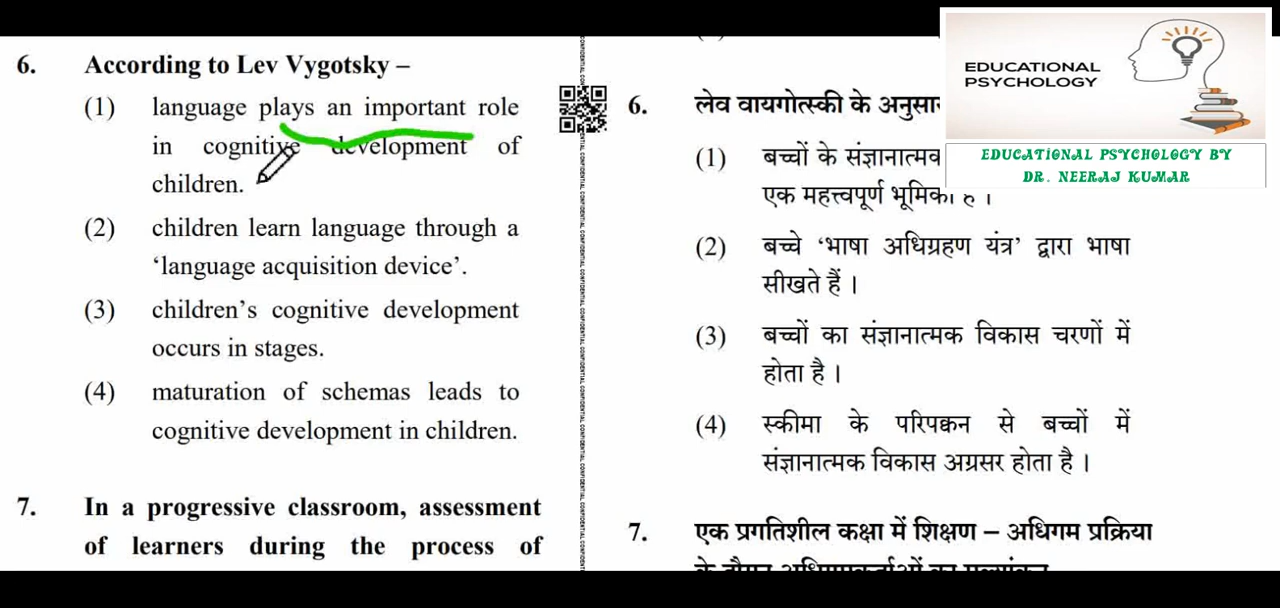 6. According to Lev Vygotsky –
(1) language plays an important role
in cognitive development of
children.
(2) children learn language through a
‘language acquisition device’.
(3) children’s cognitive development
occurs in stages.
(4) maturation of schemas leads to
cognitive development in children.
7. In a progressive classroom, assessment
of learners during the process of
6. लेव वायगोत्स्की के अनुसार
(1) बच्चों के संज्ञानात्मक
एक महत्त्वपूर्ण भूमिका है ।
(2) बच्चे ‘भाषा अधिग्रहण यंत्र’ द्वारा भाषा
सीखते हैं ।
(3) बच्चों का संज्ञानात्मक विकास चरणों में
होता है ।
(4) स्कीमा के परिपक्वन से बच्चों में
संज्ञानात्मक विकास अग्रसर होता है ।
7. एक प्रगतिशील कक्षा में शिक्षण – अधिगम प्रक्रिया
EDUCATIONAL
PSYCHOLOGY
EDUCATIONAL PSYCHOLOGY BY
DR. NEERAJ KUMAR